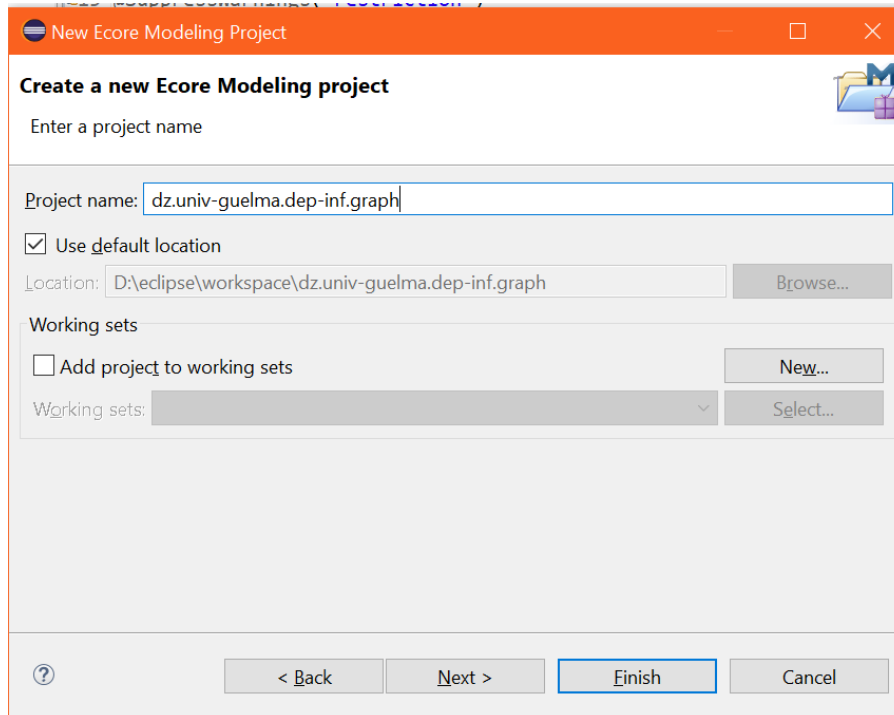 New Ecore Modeling Project
Create a new Ecore Modeling project
Enter a project name
Project name: dz.univ-guelma.dep-inf.graph
Use default location
Location: D:\eclipse\workspace\dz.univ-guelma.dep-inf.graph Browse...
Working sets
Add project to working sets New...
Working sets: Select...
? < Back Next > Finish Cancel